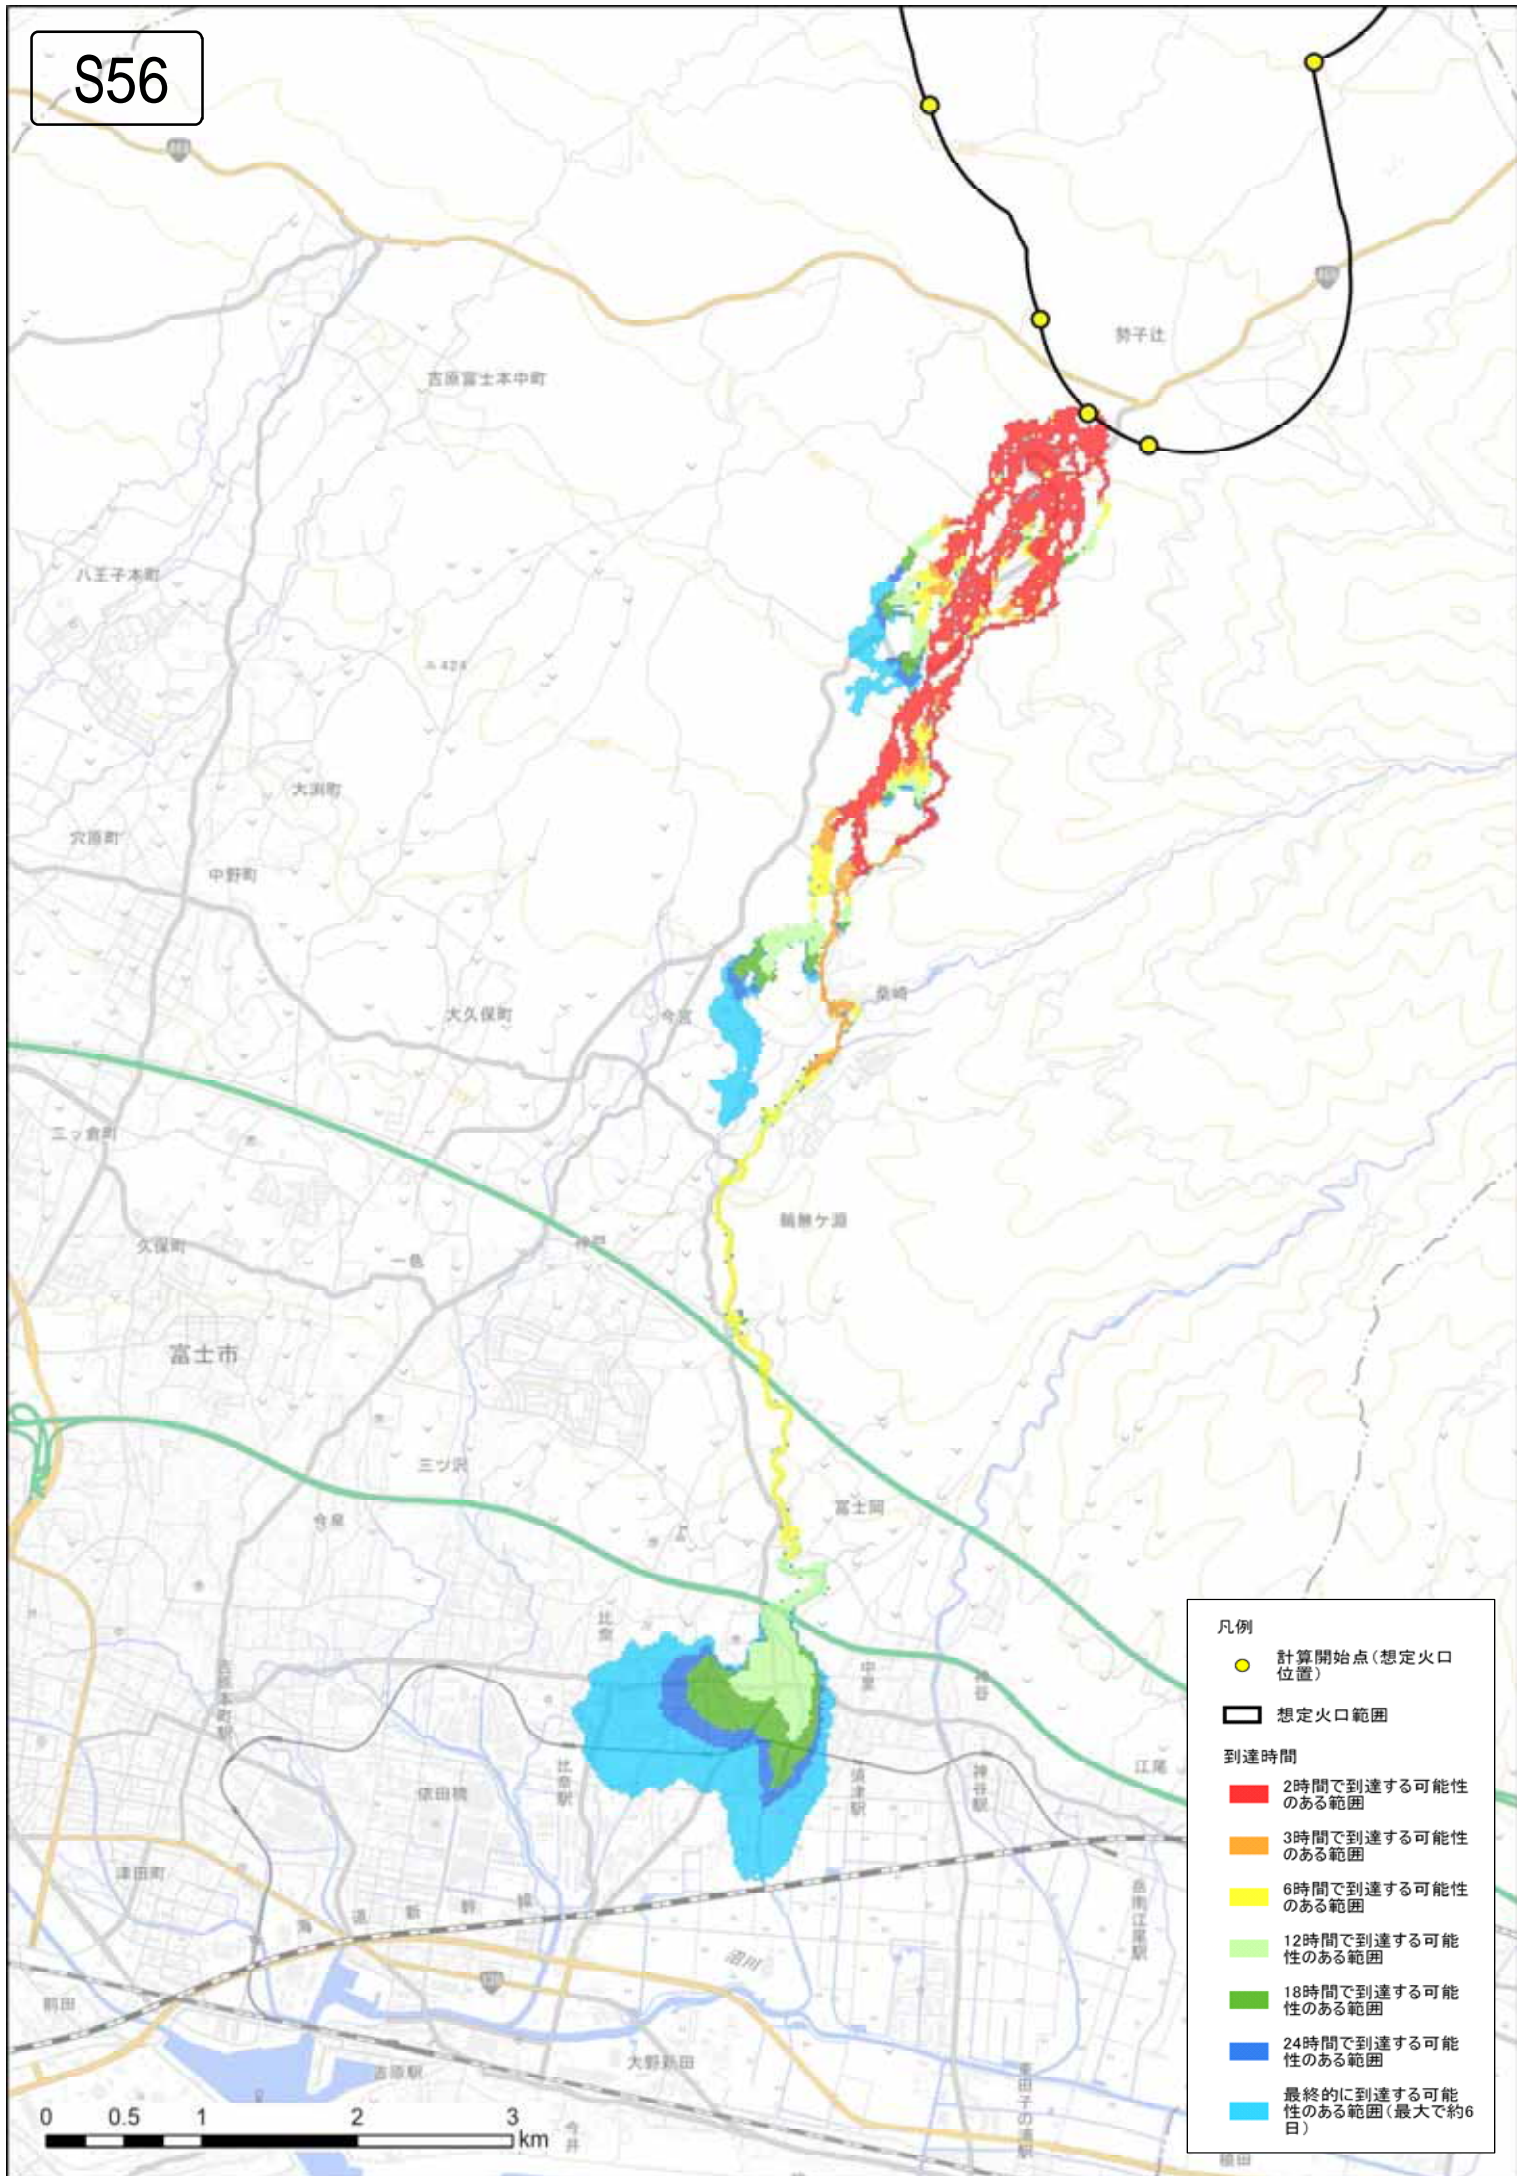 S56
469
469
勢子辻
吉原富士本中町
八王子本町
424
大渕町
穴原町
中野町
桑崎
大久保町
今宮
三ッ倉町
鵜無ケ淵
久保町
一色
神戸
富士市
三ツ沢
富士岡
今泉
比奈
中里
神谷
吉原本町駅
江尾
比奈駅
須津駅
神谷駅
依田橋
津田町
海道新幹線
岳南江尾駅
沼川
前田
大野新田
吉原駅
東田子の浦駅
今井
植田
凡例
計算開始点(想定火口
位置)
想定火口範囲
到達時間
2時間で到達する可能性
のある範囲
3時間で到達する可能性
のある範囲
6時間で到達する可能性
のある範囲
12時間で到達する可能
性のある範囲
18時間で到達する可能
性のある範囲
24時間で到達する可能
性のある範囲
最終的に到達する可能
性のある範囲(最大で約6
日)
0 0.5 1 2 3
km